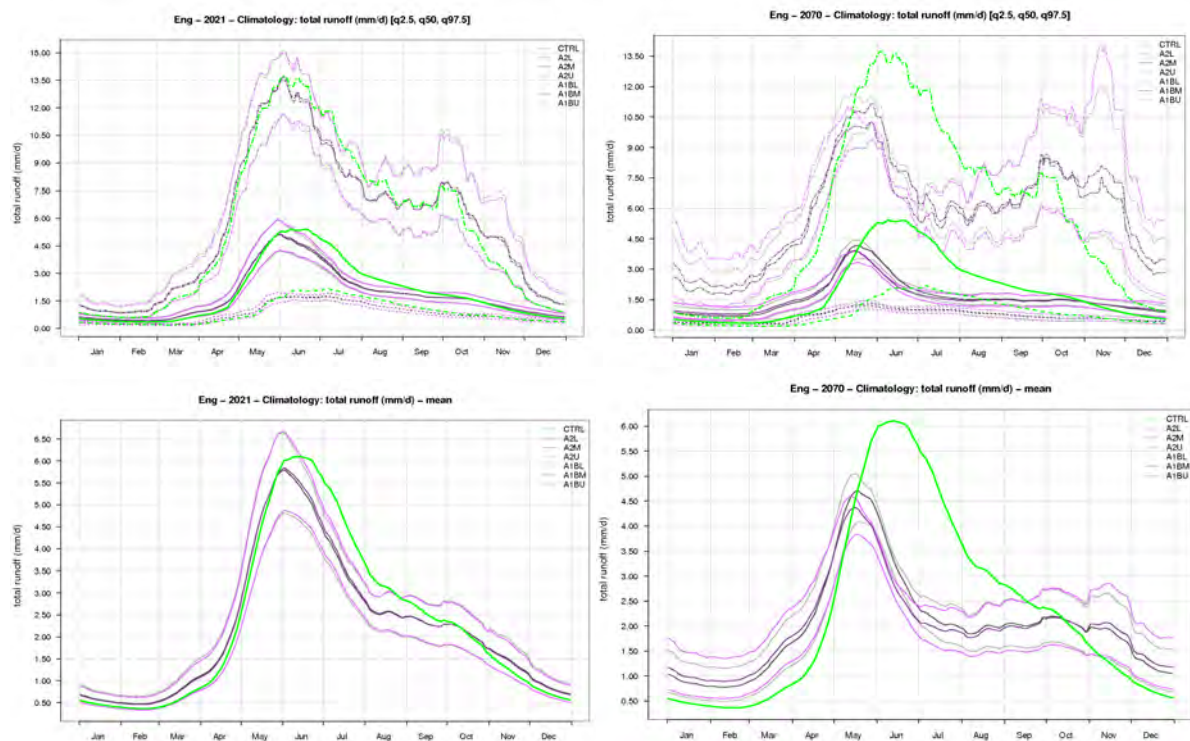 Eng – 2021 – Climatology: total runoff (mm/d) [q2.5, q50, q97.5]
total runoff (mm/d)
15.00
13.50
12.00
10.50
9.00
7.50
6.00
4.50
3.00
1.50
0.00
CTRL
A2L
A2M
A2U
A1BL
A1BM
A1BU
Jan Feb Mar Apr May Jun Jul Aug Sep Oct Nov Dec
Eng – 2070 – Climatology: total runoff (mm/d) [q2.5, q50, q97.5]
total runoff (mm/d)
13.50
12.00
10.50
9.00
7.50
6.00
4.50
3.00
1.50
0.00
CTRL
A2L
A2M
A2U
A1BL
A1BM
A1BU
Jan Feb Mar Apr May Jun Jul Aug Sep Oct Nov Dec
Eng – 2021 – Climatology: total runoff (mm/d) – mean
total runoff (mm/d)
6.50
6.00
5.50
5.00
4.50
4.00
3.50
3.00
2.50
2.00
1.50
1.00
0.50
CTRL
A2L
A2M
A2U
A1BL
A1BM
A1BU
Jan Feb Mar Apr May Jun Jul Aug Sep Oct Nov Dec
Eng – 2070 – Climatology: total runoff (mm/d) – mean
total runoff (mm/d)
6.00
5.50
5.00
4.50
4.00
3.50
3.00
2.50
2.00
1.50
1.00
0.50
CTRL
A2L
A2M
A2U
A1BL
A1BM
A1BU
Jan Feb Mar Apr May Jun Jul Aug Sep Oct Nov Dec